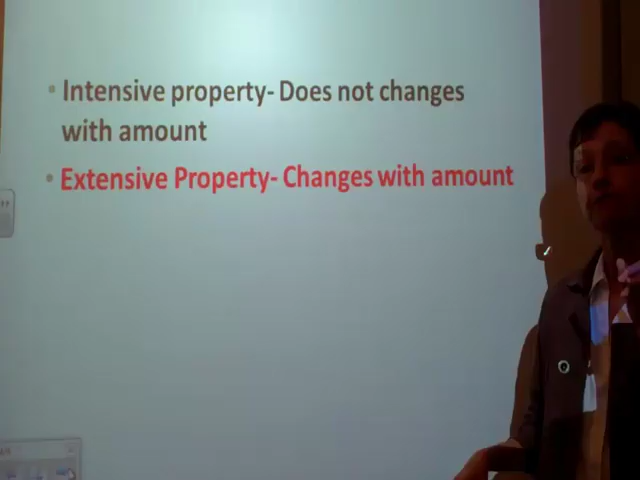 Intensive property- Does not changes
with amount
Extensive Property- Changes with amount